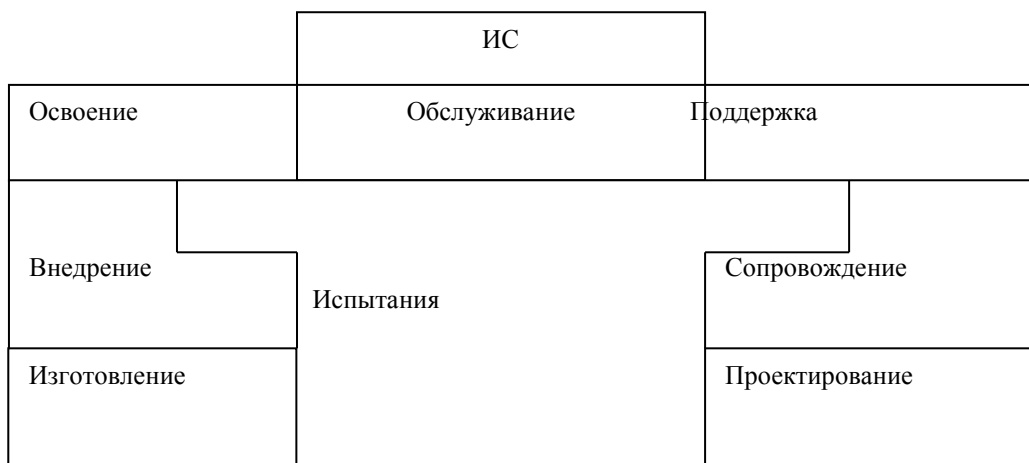 ИС
Освоение Обслуживание Поддержка
Внедрение Сопровождение
Испытания
Изготовление Проектирование